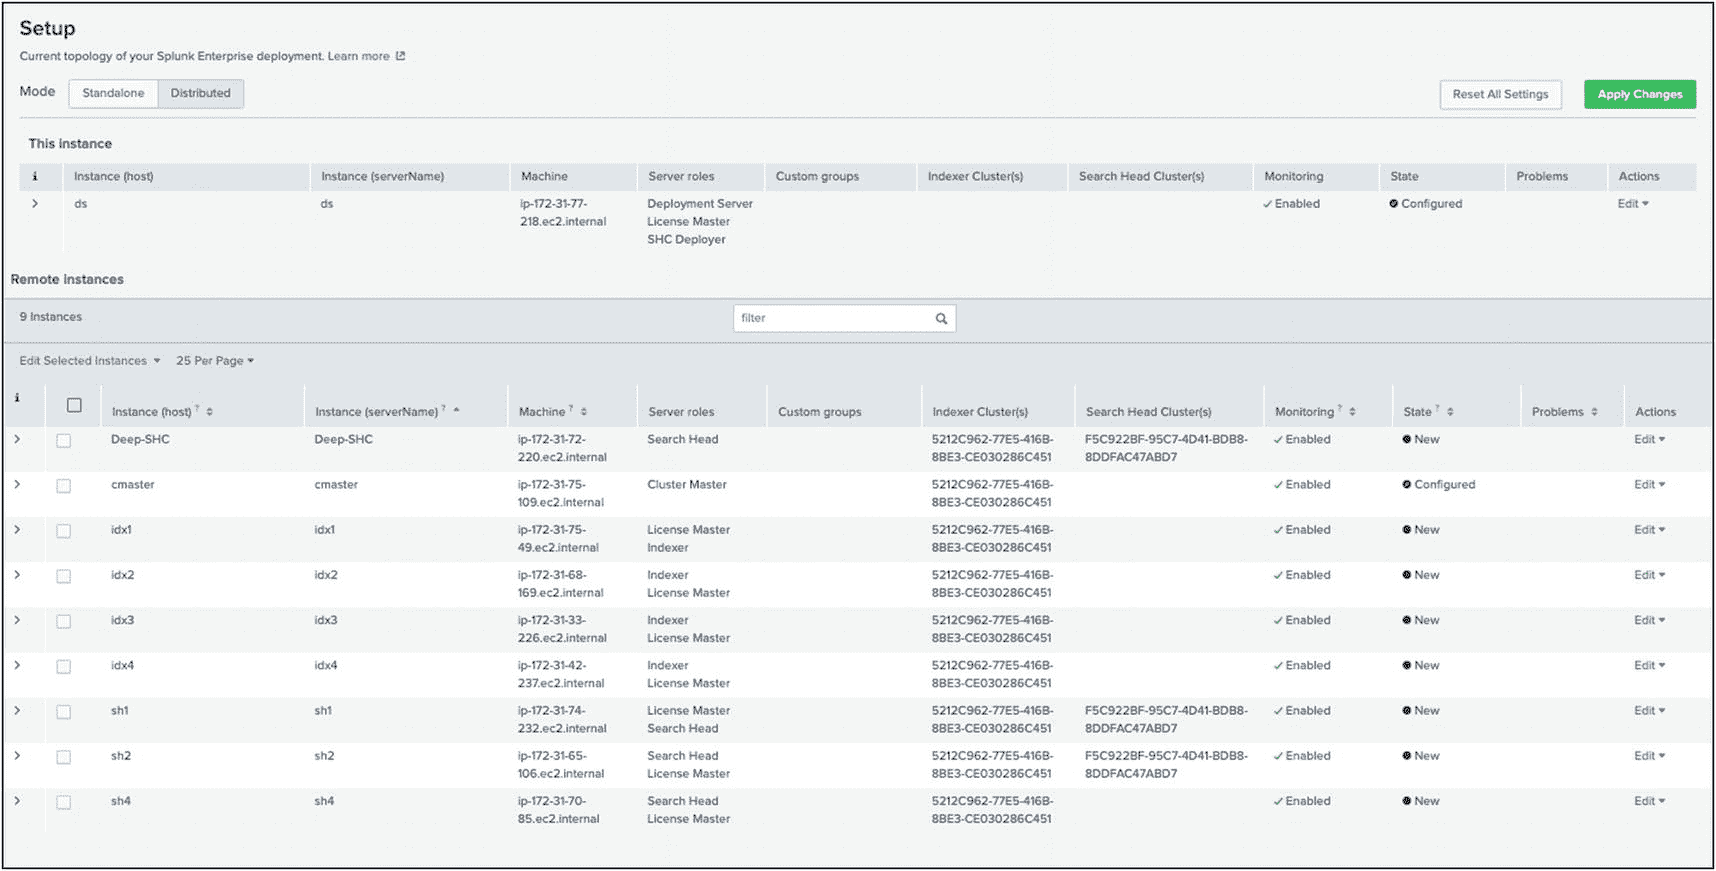 Setup
Current topology of your Splunk Enterprise deployment. Learn more
Mode Standalone Distributed Reset All Settings Apply Changes
This instance
i Instance (host) Instance (serverName) Machine Server roles Custom groups Indexer Cluster(s) Search Head Cluster(s) Monitoring State Problems Actions
ds ds ip-172-31-77- Deployment Server ✓ Enabled Configured Edit
218.ec2.internal License Master
SHC Deployer
Remote instances
9 Instances filter
Edit Selected Instances 25 Per Page
i Instance (host) ? Instance (serverName) ? Machine ? Server roles Custom groups Indexer Cluster(s) Search Head Cluster(s) Monitoring ? State ? Problems Actions
Deep-SHC Deep-SHC ip-172-31-72- Search Head 5212C962-77E5-416B- F5C922BF-95C7-4D41-BDB8- ✓ Enabled New Edit
220.ec2.internal 8BE3-CE030286C451 8DDFAC47ABD7
cmaster cmaster ip-172-31-75- Cluster Master 5212C962-77E5-416B- ✓ Enabled Configured Edit
109.ec2.internal 8BE3-CE030286C451
idx1 idx1 ip-172-31-75- License Master 5212C962-77E5-416B- ✓ Enabled New Edit
49.ec2.internal Indexer 8BE3-CE030286C451
idx2 idx2 ip-172-31-68- Indexer 5212C962-77E5-416B- ✓ Enabled New Edit
169.ec2.internal License Master 8BE3-CE030286C451
idx3 idx3 ip-172-31-33- Indexer 5212C962-77E5-416B- ✓ Enabled New Edit
226.ec2.internal License Master 8BE3-CE030286C451
idx4 idx4 ip-172-31-42- Indexer 5212C962-77E5-416B- ✓ Enabled New Edit
237.ec2.internal License Master 8BE3-CE030286C451
sh1 sh1 ip-172-31-74- License Master 5212C962-77E5-416B- F5C922BF-95C7-4D41-BDB8- ✓ Enabled New Edit
232.ec2.internal Search Head 8BE3-CE030286C451 8DDFAC47ABD7
sh2 sh2 ip-172-31-65- Search Head 5212C962-77E5-416B- F5C922BF-95C7-4D41-BDB8- ✓ Enabled New Edit
106.ec2.internal License Master 8BE3-CE030286C451 8DDFAC47ABD7
sh4 sh4 ip-172-31-70- Search Head 5212C962-77E5-416B- ✓ Enabled New Edit
85.ec2.internal License Master 8BE3-CE030286C451